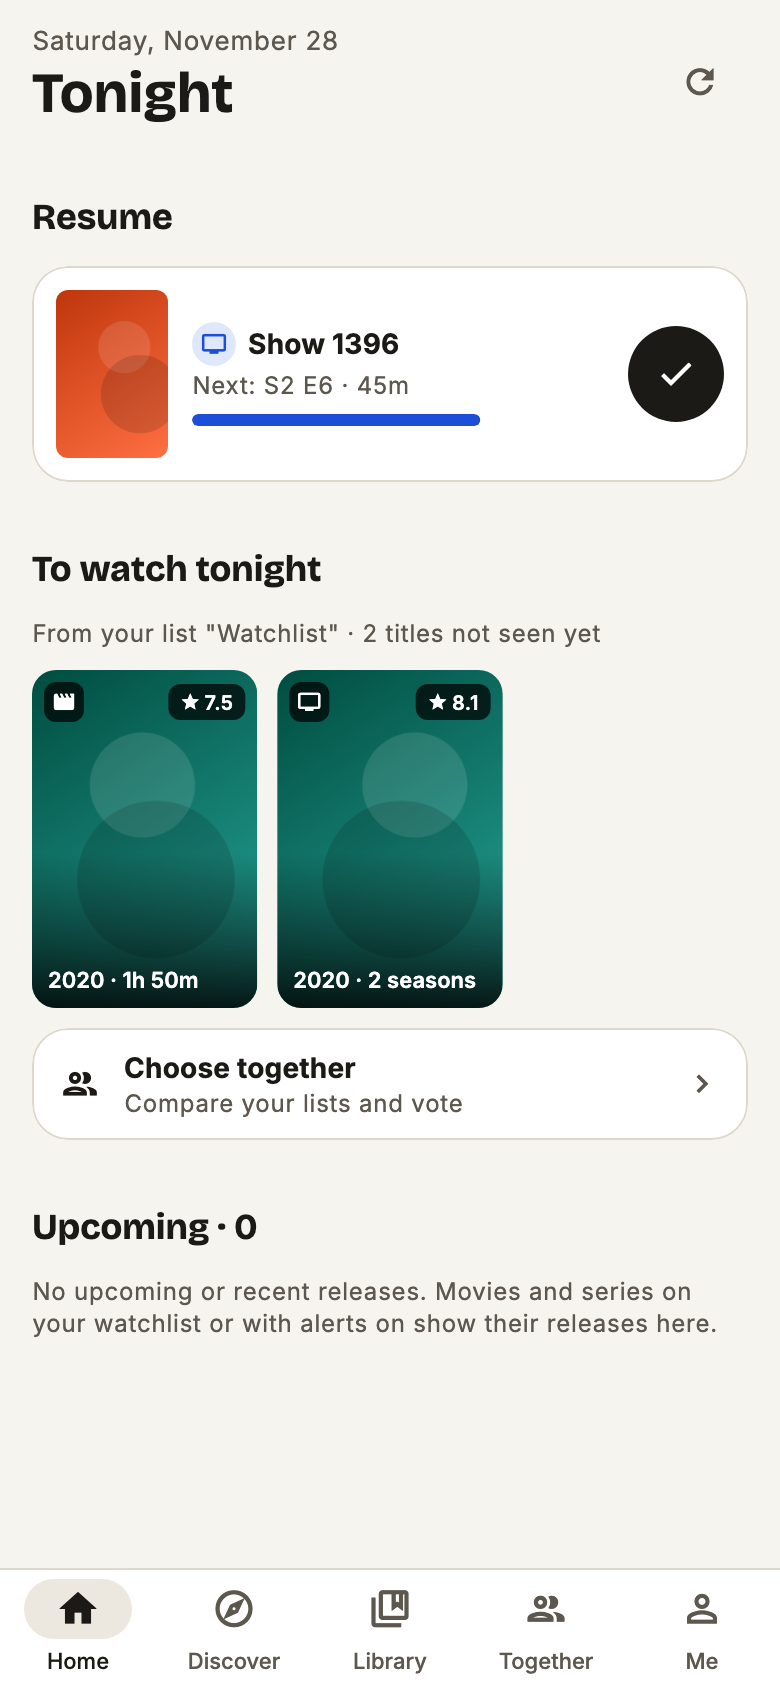 Saturday, November 28
Tonight
Resume
Show 1396
Next: S2 E6 · 45m
To watch tonight
From your list "Watchlist" · 2 titles not seen yet
7.5
8.1
2020 · 1h 50m
2020 · 2 seasons
Choose together
Compare your lists and vote
Upcoming · 0
No upcoming or recent releases. Movies and series on
your watchlist or with alerts on show their releases here.
Home
Discover
Library
Together
Me